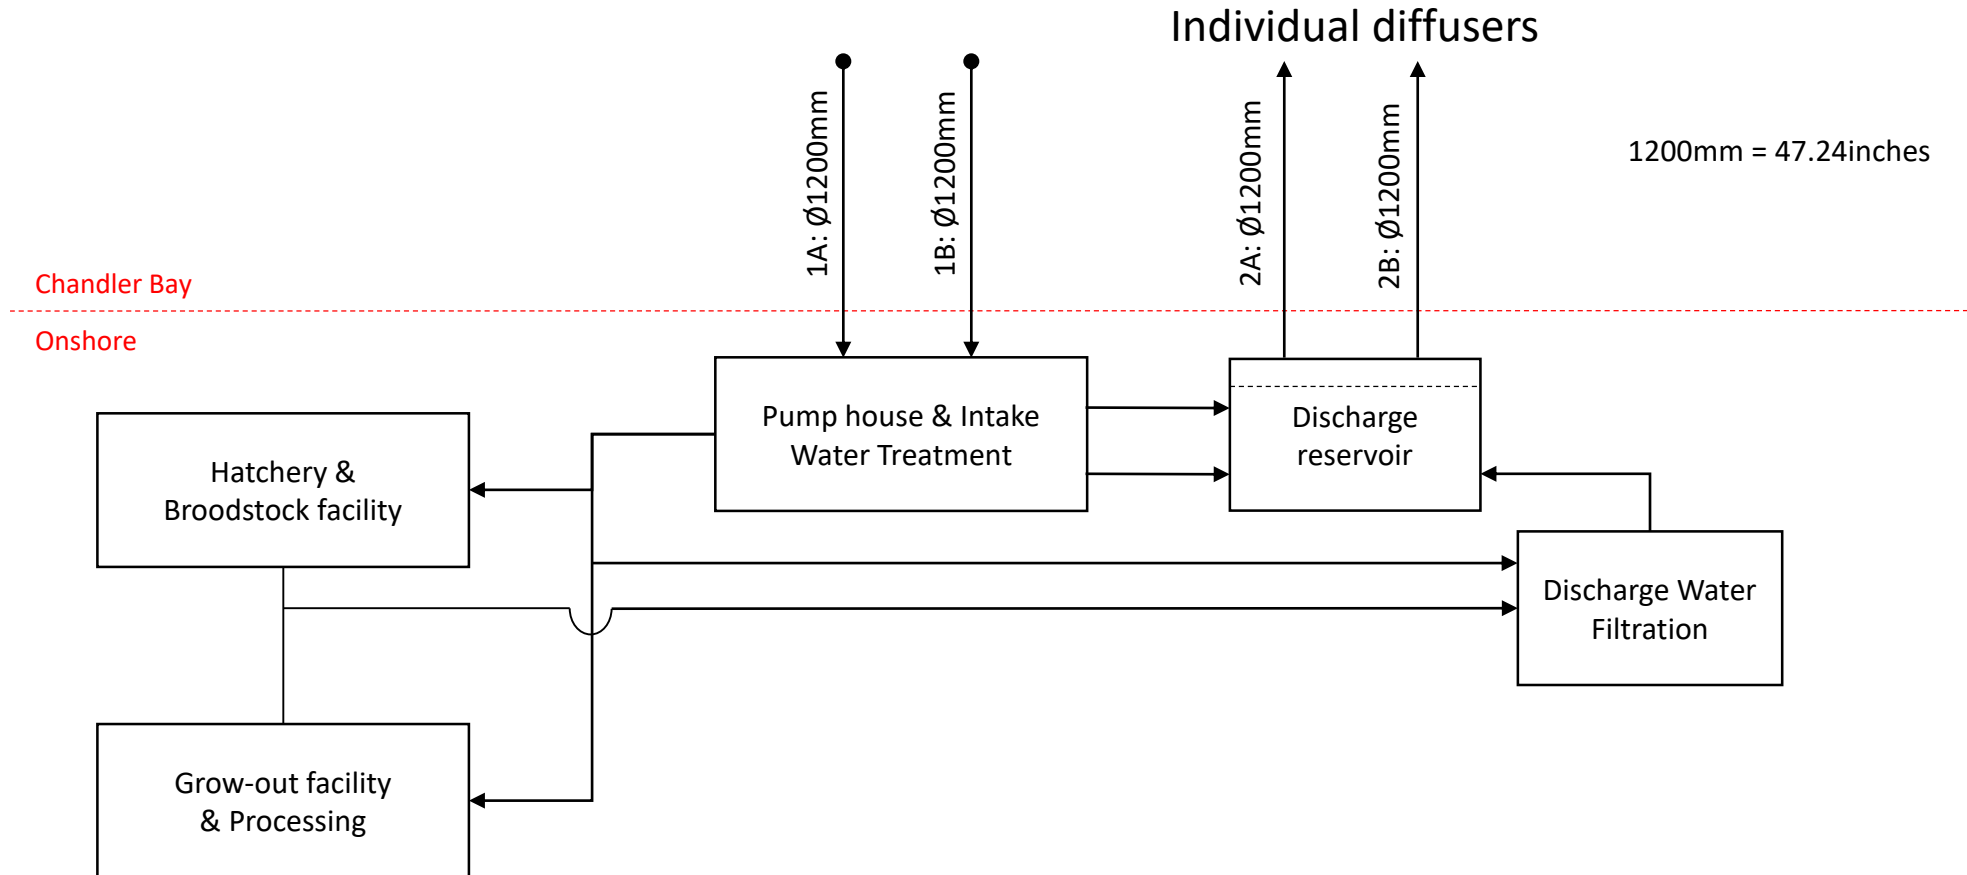 Individual diffusers
1A: Ø1200mm
1B: Ø1200mm
2A: Ø1200mm
2B: Ø1200mm
1200mm = 47.24inches
Chandler Bay
Onshore
Pump house & Intake
Water Treatment
Discharge
reservoir
Hatchery &
Broodstock facility
Discharge Water
Filtration
Grow-out facility
& Processing